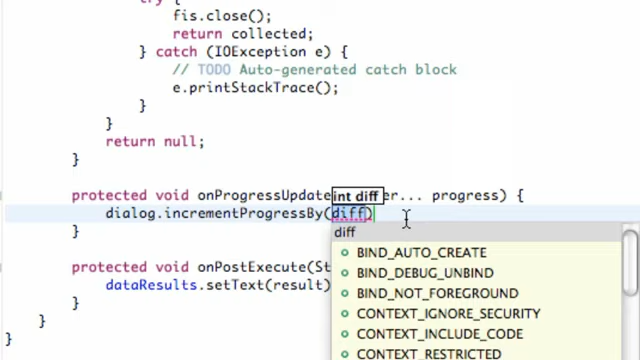 try {
fis.close();
return collected;
} catch (IOException e) {
// TODO Auto-generated catch block
e.printStackTrace();
}
}
return null;
}
protected void onProgressUpdate int diff er... progress) {
dialog.incrementProgressBy(diff)
}
diff
BIND_AUTO_CREATE
BIND_DEBUG_UNBIND
protected void onPostExecute(St
BIND_NOT_FOREGROUND
dataResults.setText(result)
CONTEXT_IGNORE_SECURITY
}
CONTEXT_INCLUDE_CODE
}
CONTEXT_RESTRICTED
}